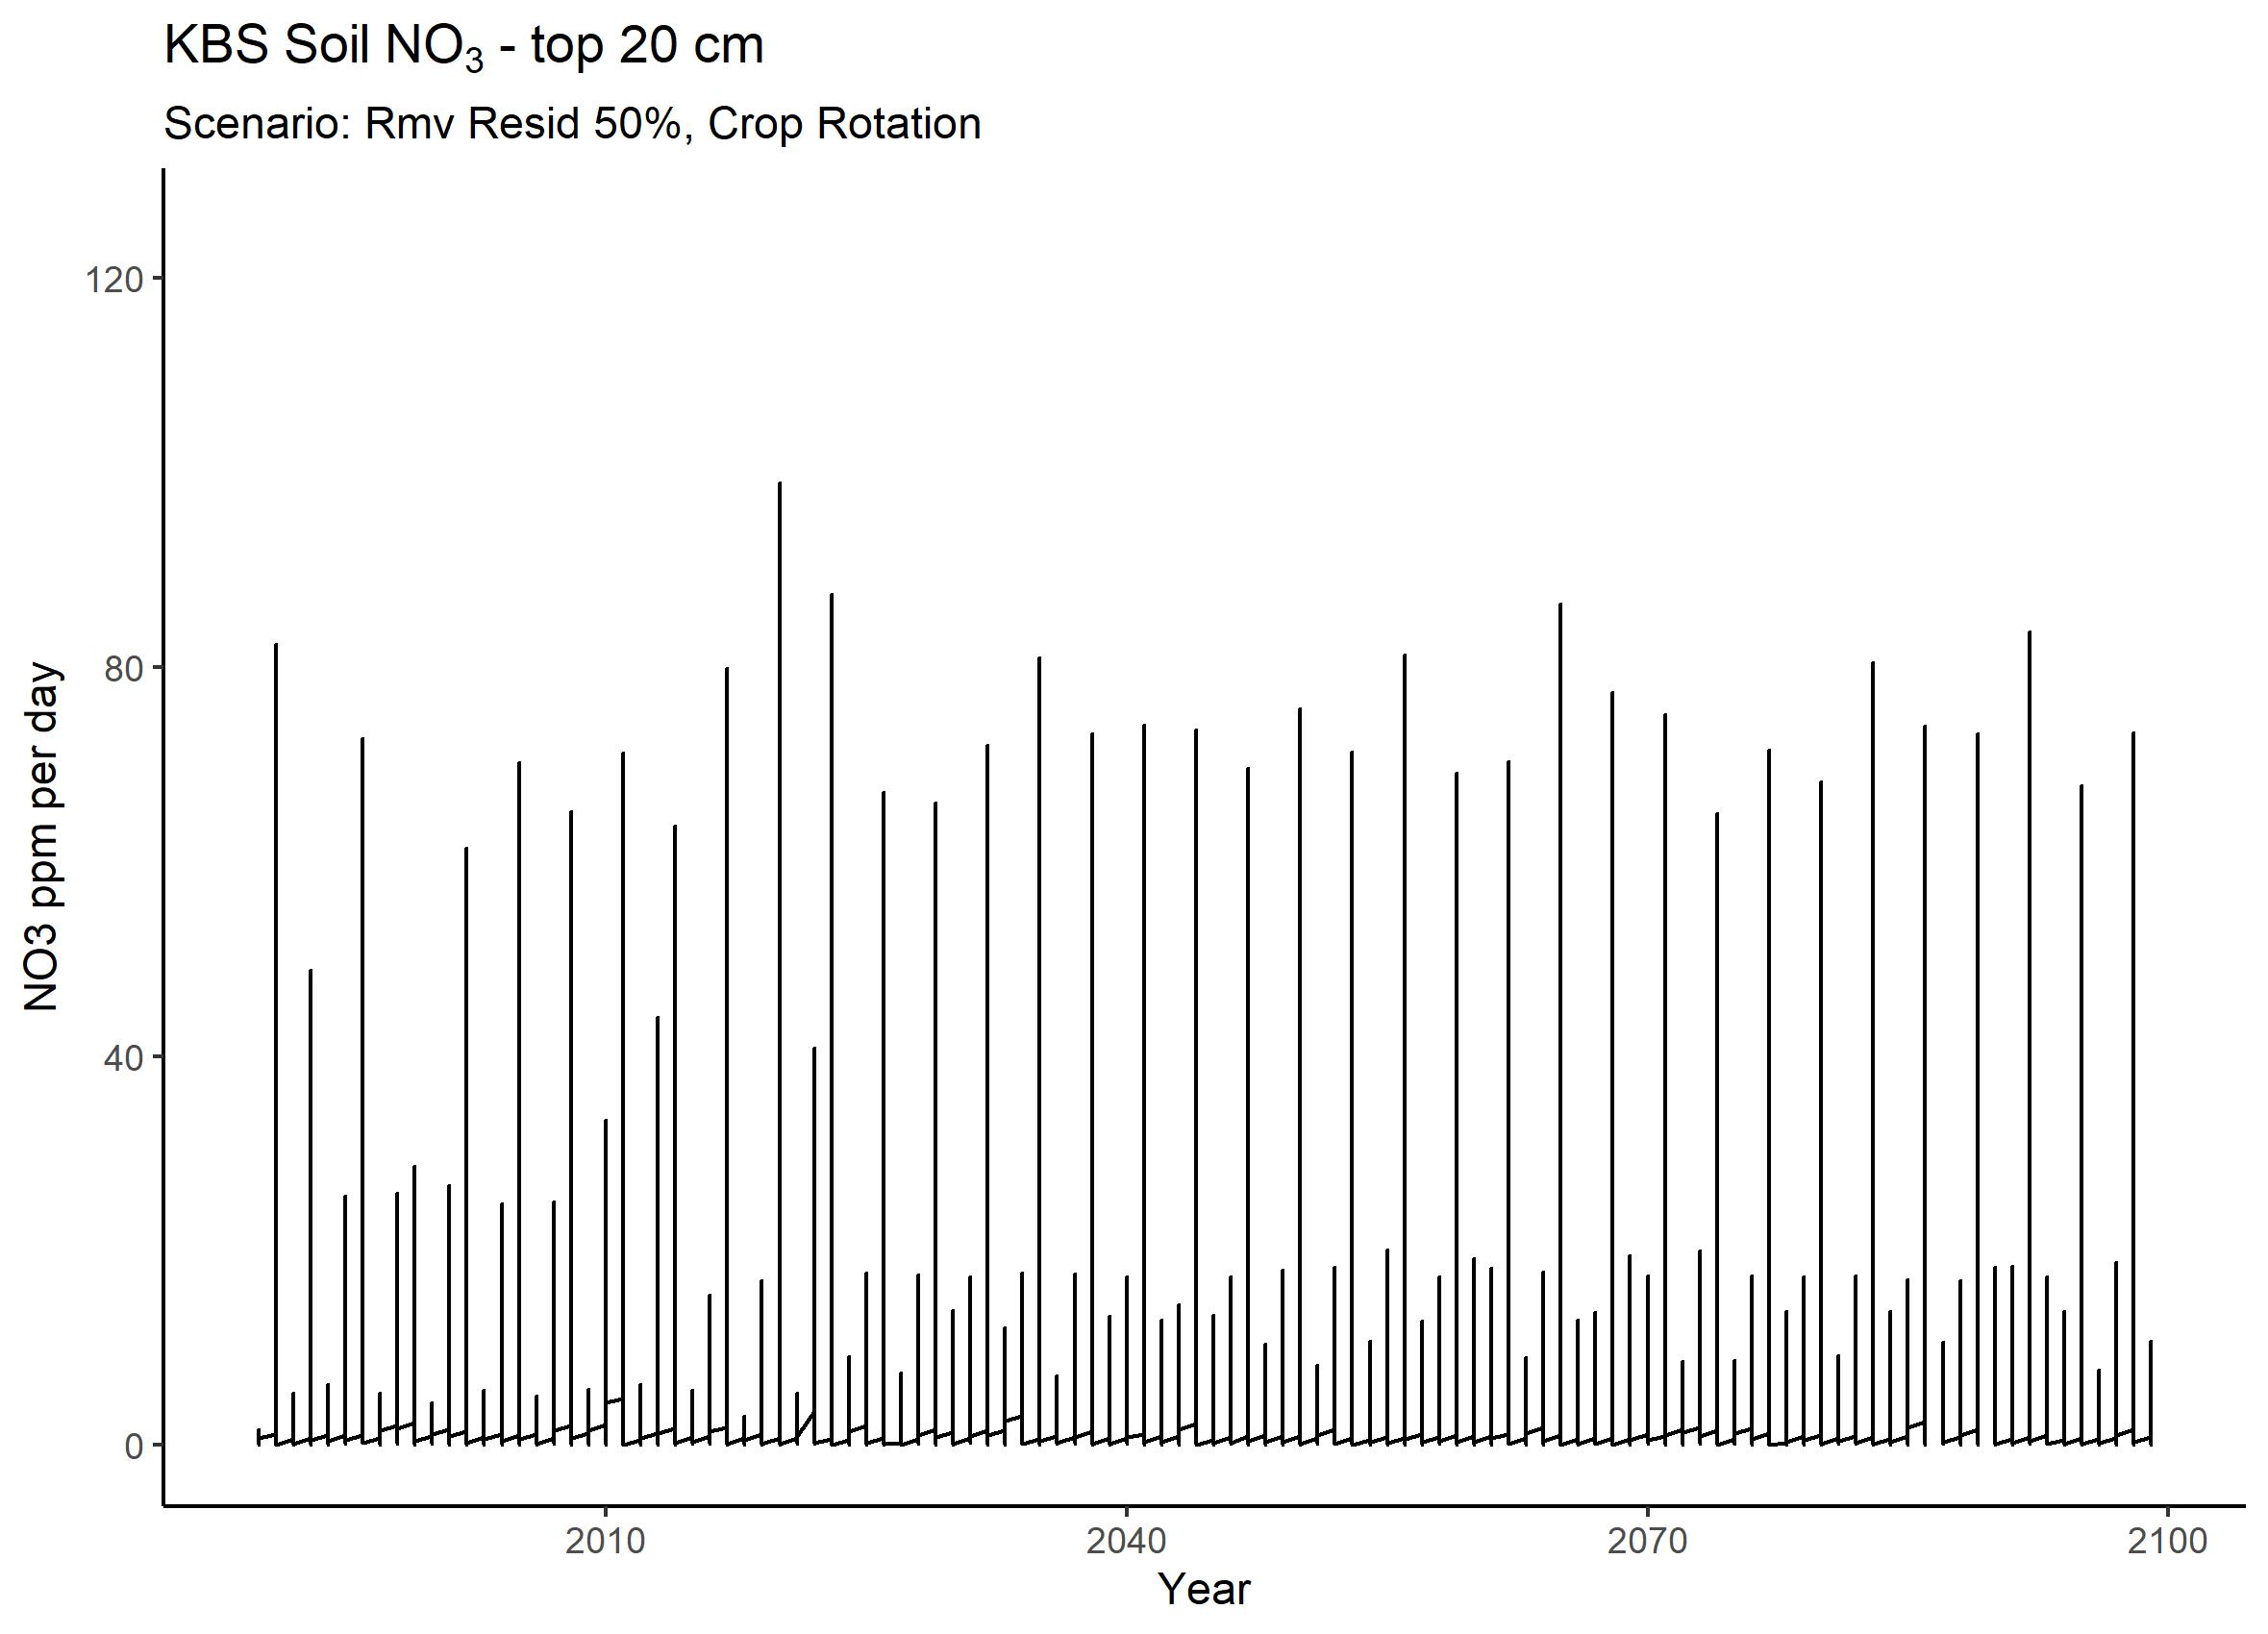 KBS Soil NO₃ - top 20 cm
Scenario: Rmv Resid 50%, Crop Rotation
NO3 ppm per day
120
80
40
0
2010 2040 2070 2100
Year